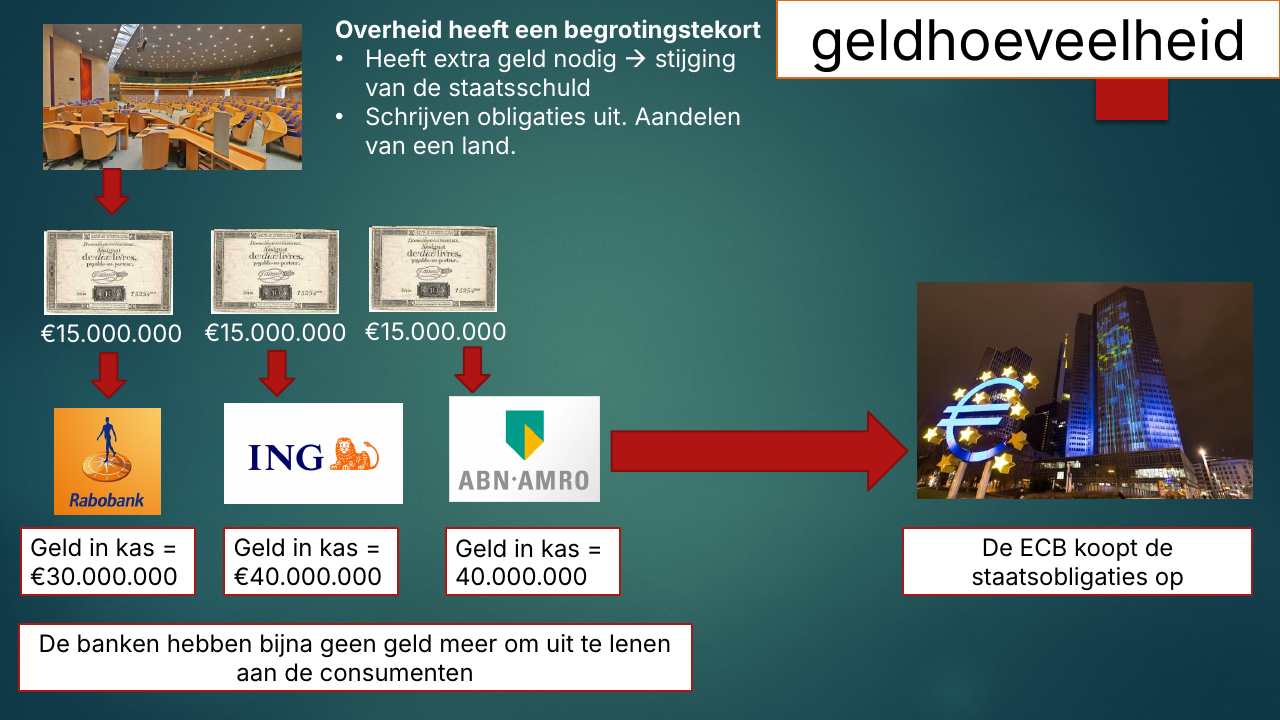 geldhoeveelheid
Overheid heeft een begrotingstekort
• Heeft extra geld nodig → stijging
van de staatsschuld
• Schrijven obligaties uit. Aandelen
van een land.
€15.000.000
€15.000.000
€15.000.000
Rabobank
ING
ABN·AMRO
Geld in kas =
€30.000.000
Geld in kas =
€40.000.000
Geld in kas =
40.000.000
De ECB koopt de
staatsobligaties op
De banken hebben bijna geen geld meer om uit te lenen
aan de consumenten